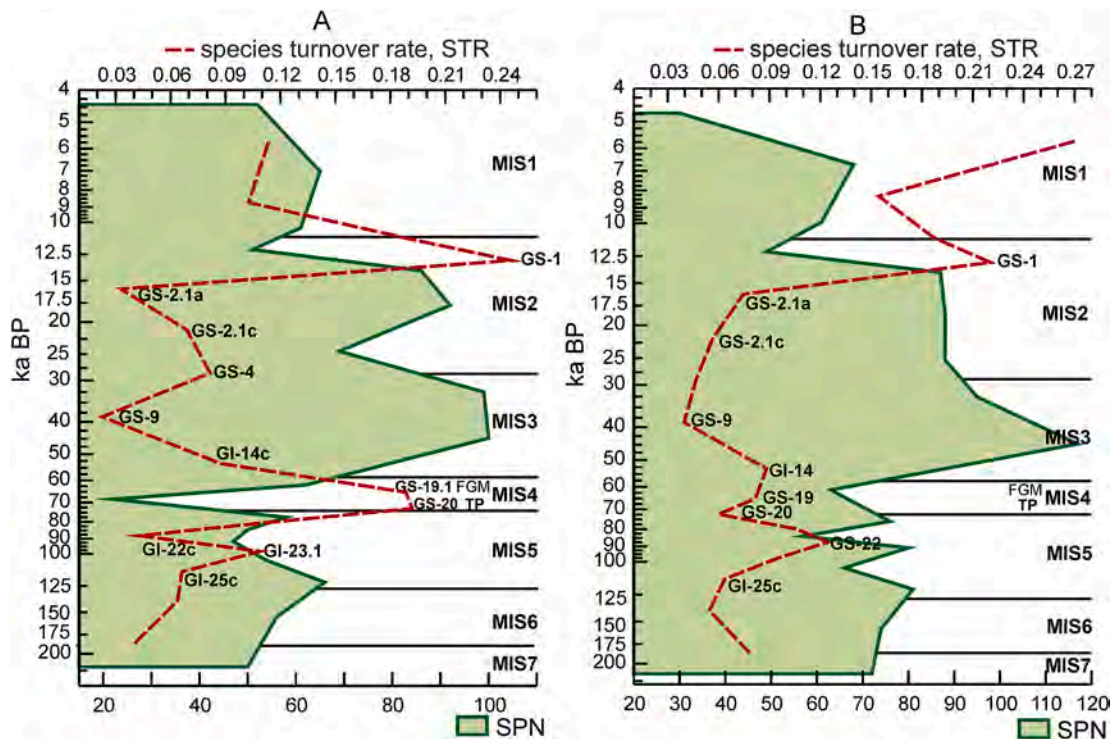 A
species turnover rate, STR
0.03 0.06 0.09 0.12 0.15 0.18 0.21 0.24
ka BP
4
5
6
7
8
9
10
12.5
15
17.5
20
25
30
40
50
60
70
80
90
100
125
150
175
200
MIS1
GS-1
GS-2.1a
MIS2
GS-2.1c
GS-4
GS-9
MIS3
GI-14c
GS-19.1 FGM
MIS4
GS-20 TP
GI-22c
GI-23.1
MIS5
GI-25c
MIS6
MIS7
20 40 60 80 100
SPN
B
species turnover rate, STR
0.03 0.06 0.09 0.12 0.15 0.18 0.21 0.24 0.27
ka BP
4
5
6
7
8
9
10
12.5
15
17.5
20
25
30
40
50
60
70
80
90
100
125
150
175
200
MIS1
GS-1
GS-2.1a
MIS2
GS-2.1c
GS-9
MIS3
GI-14
FGM
GS-19
MIS4
TP
GS-20
GS-22
MIS5
GI-25c
MIS6
MIS7
20 30 40 50 60 70 80 90 100 110 120
SPN